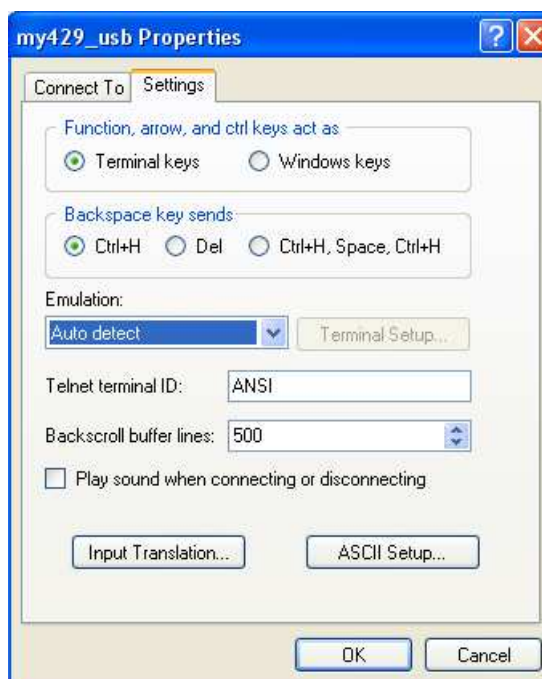 my429_usb Properties
Connect To Settings
Function, arrow, and ctrl keys act as
Terminal keys Windows keys
Backspace key sends
Ctrl+H Del Ctrl+H, Space, Ctrl+H
Emulation:
Auto detect Terminal Setup...
Telnet terminal ID: ANSI
Backscroll buffer lines: 500
Play sound when connecting or disconnecting
Input Translation... ASCII Setup...
OK Cancel